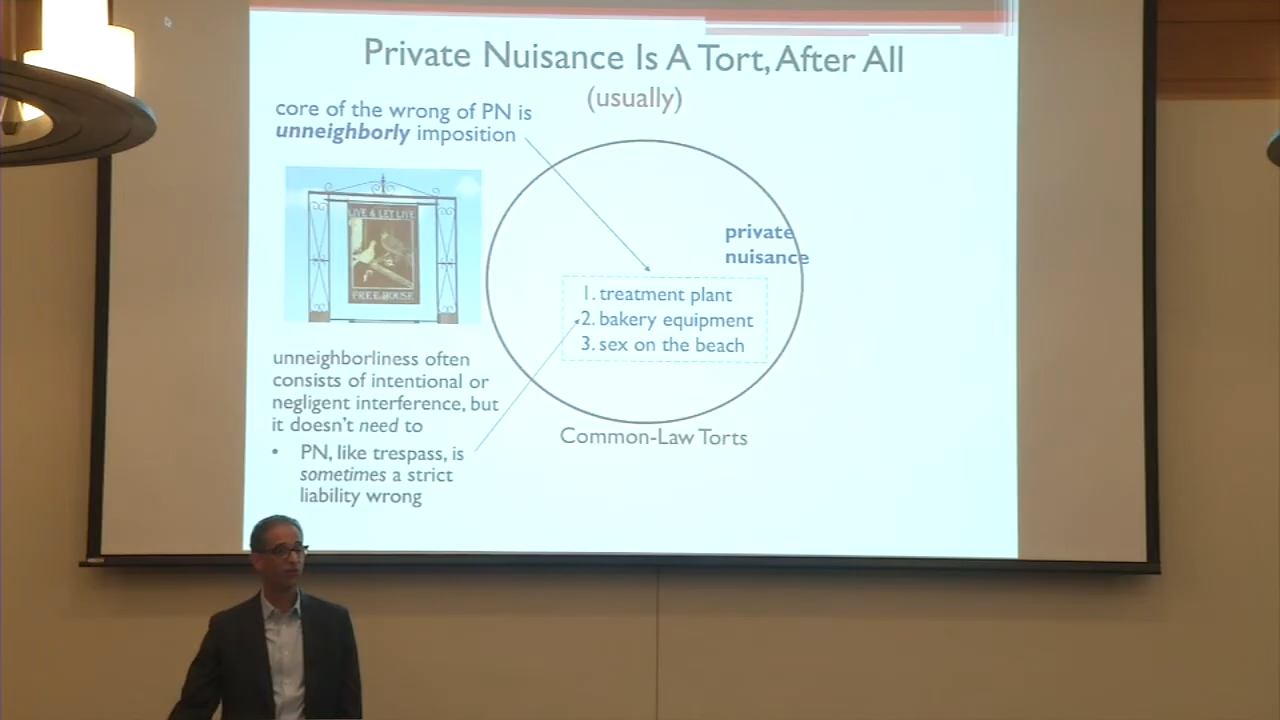 Private Nuisance Is A Tort, After All
(usually)
core of the wrong of PN is
unneighborly imposition
LIVE & LET LIVE
FREE HOUSE
private
nuisance
1. treatment plant
2. bakery equipment
3. sex on the beach
Common-Law Torts
unneighborliness often
consists of intentional or
negligent interference, but
it doesn't need to
• PN, like trespass, is
sometimes a strict
liability wrong